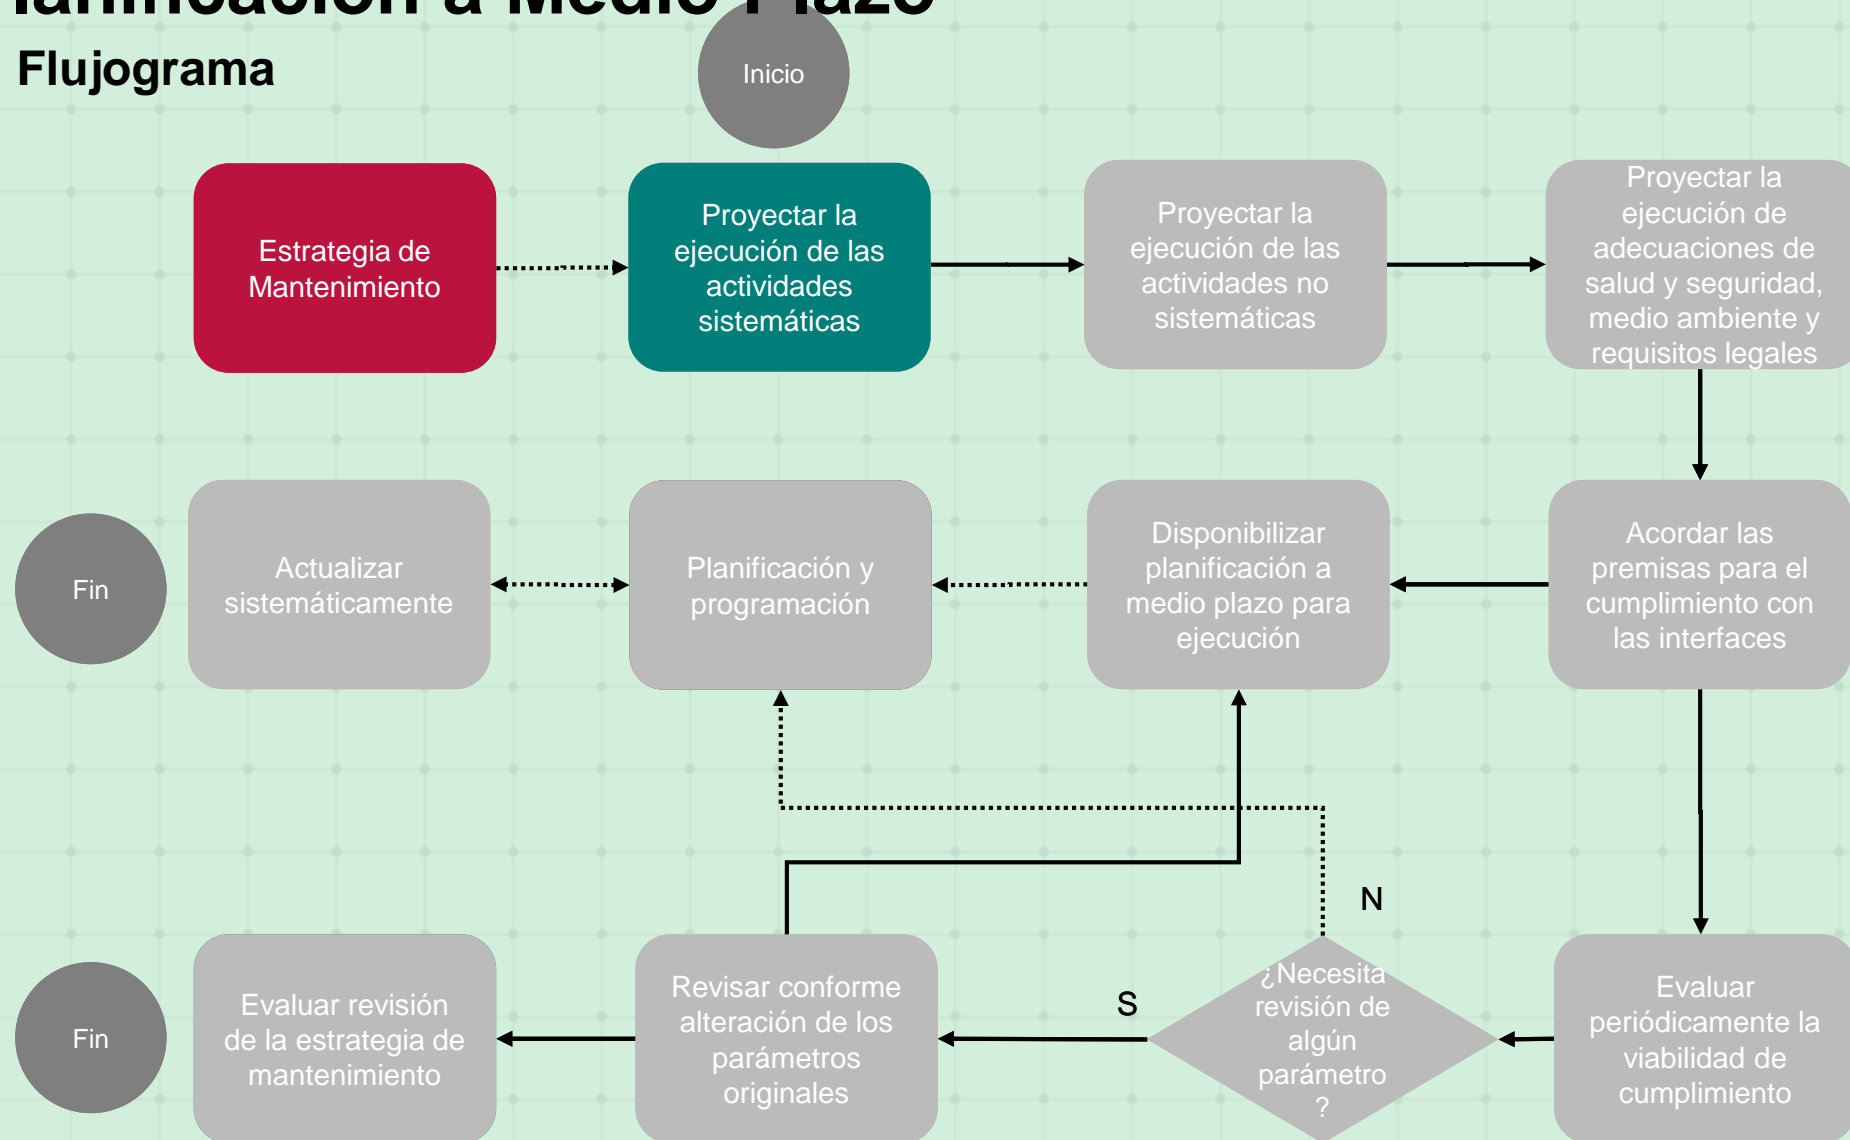 lanificación a Medio Plazo
Flujograma
Inicio
Estrategia de
Mantenimiento
Proyectar la
ejecución de las
actividades
sistemáticas
Proyectar la
ejecución de las
actividades no
sistemáticas
Proyectar la
ejecución de
adecuaciones de
salud y seguridad,
medio ambiente y
requisitos legales
Fin
Actualizar
sistemáticamente
Planificación y
programación
Disponibilizar
planificación a
medio plazo para
ejecución
Acordar las
premisas para el
cumplimiento con
las interfaces
N
S
Fin
Evaluar revisión
de la estrategia de
mantenimiento
Revisar conforme
alteración de los
parámetros
originales
¿Necesita
revisión de
algún
parámetro
?
Evaluar
periódicamente la
viabilidad de
cumplimiento